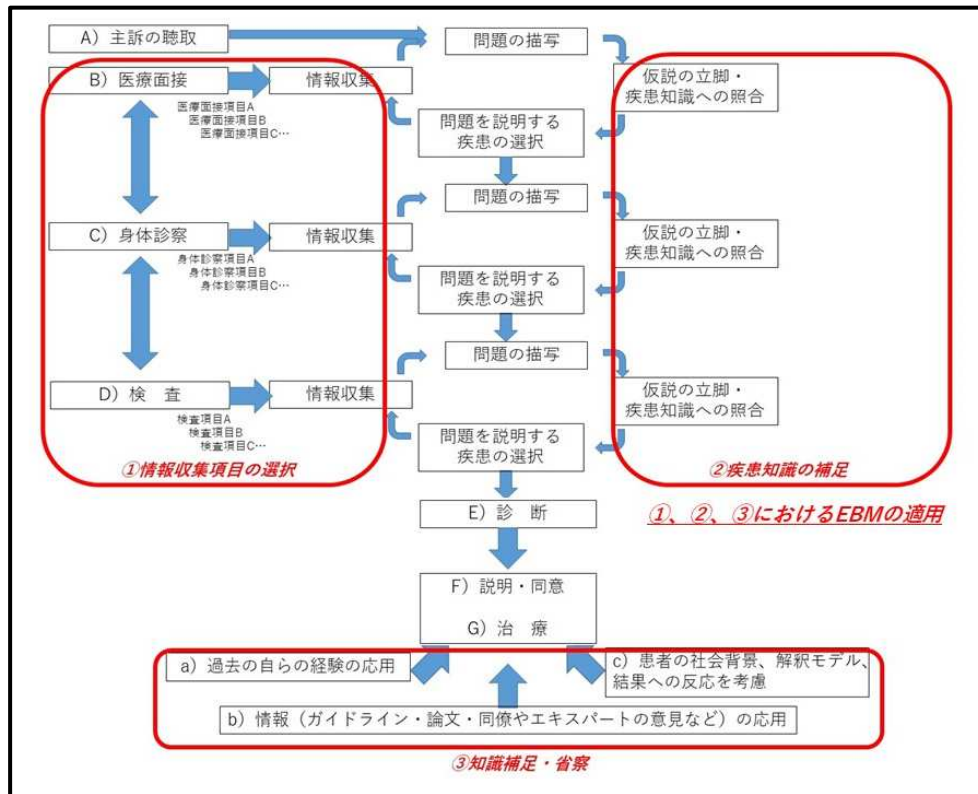 A）主訴の聴取
問題の描写
B）医療面接
情報収集
仮説の立脚・
疾患知識への照合
医療面接項目A
医療面接項目B
医療面接項目C…
問題を説明する
疾患の選択
問題の描写
C）身体診察
情報収集
仮説の立脚・
疾患知識への照合
身体診察項目A
身体診察項目B
身体診察項目C…
問題を説明する
疾患の選択
問題の描写
D）検　査
情報収集
仮説の立脚・
疾患知識への照合
検査項目A
検査項目B
検査項目C…
問題を説明する
疾患の選択
①情報収集項目の選択
②疾患知識の補足
E）診　断
①、②、③におけるEBMの適用
F）説明・同意
G）治　療
a）過去の自らの経験の応用
c）患者の社会背景、解釈モデル、
結果への反応を考慮
b）情報（ガイドライン・論文・同僚やエキスパートの意見など）の応用
③知識補足・省察